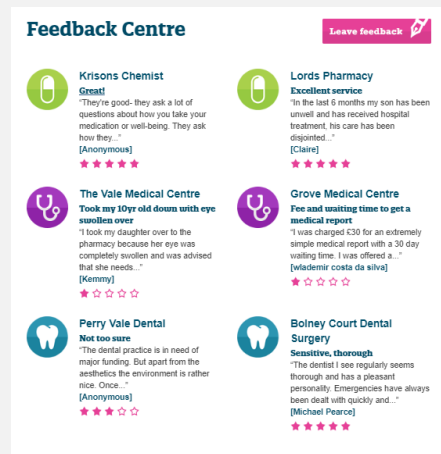 Feedback Centre
Leave feedback
Krisons Chemist
Great!
"They're good- they ask a lot of
questions about how you take your
medication or well-being. They ask
how they..."
[Anonymous]
Lords Pharmacy
Excellent service
"In the last 6 months my son has been
unwell and has received hospital
treatment, his care has been
disjointed..."
[Claire]
The Vale Medical Centre
Took my 10yr old down with eye
swollen over
"I took my daughter over to the
pharmacy because her eye was
completely swollen and was advised
that she needs..."
[Kemmy]
Grove Medical Centre
Fee and waiting time to get a
medical report
"I was charged £30 for an extremely
simple medical report with a 30 day
waiting time. I was offered a..."
[wlademir costa da silva]
Perry Vale Dental
Not too sure
"The dental practice is in need of
major funding. But apart from the
aesthetics the environment is rather
nice. Once..."
[Anonymous]
Bolney Court Dental
Surgery
Sensitive, thorough
"The dentist I see regularly seems
thorough and has a pleasant
personality. Emergencies have always
been dealt with quickly and..."
[Michael Pearce]